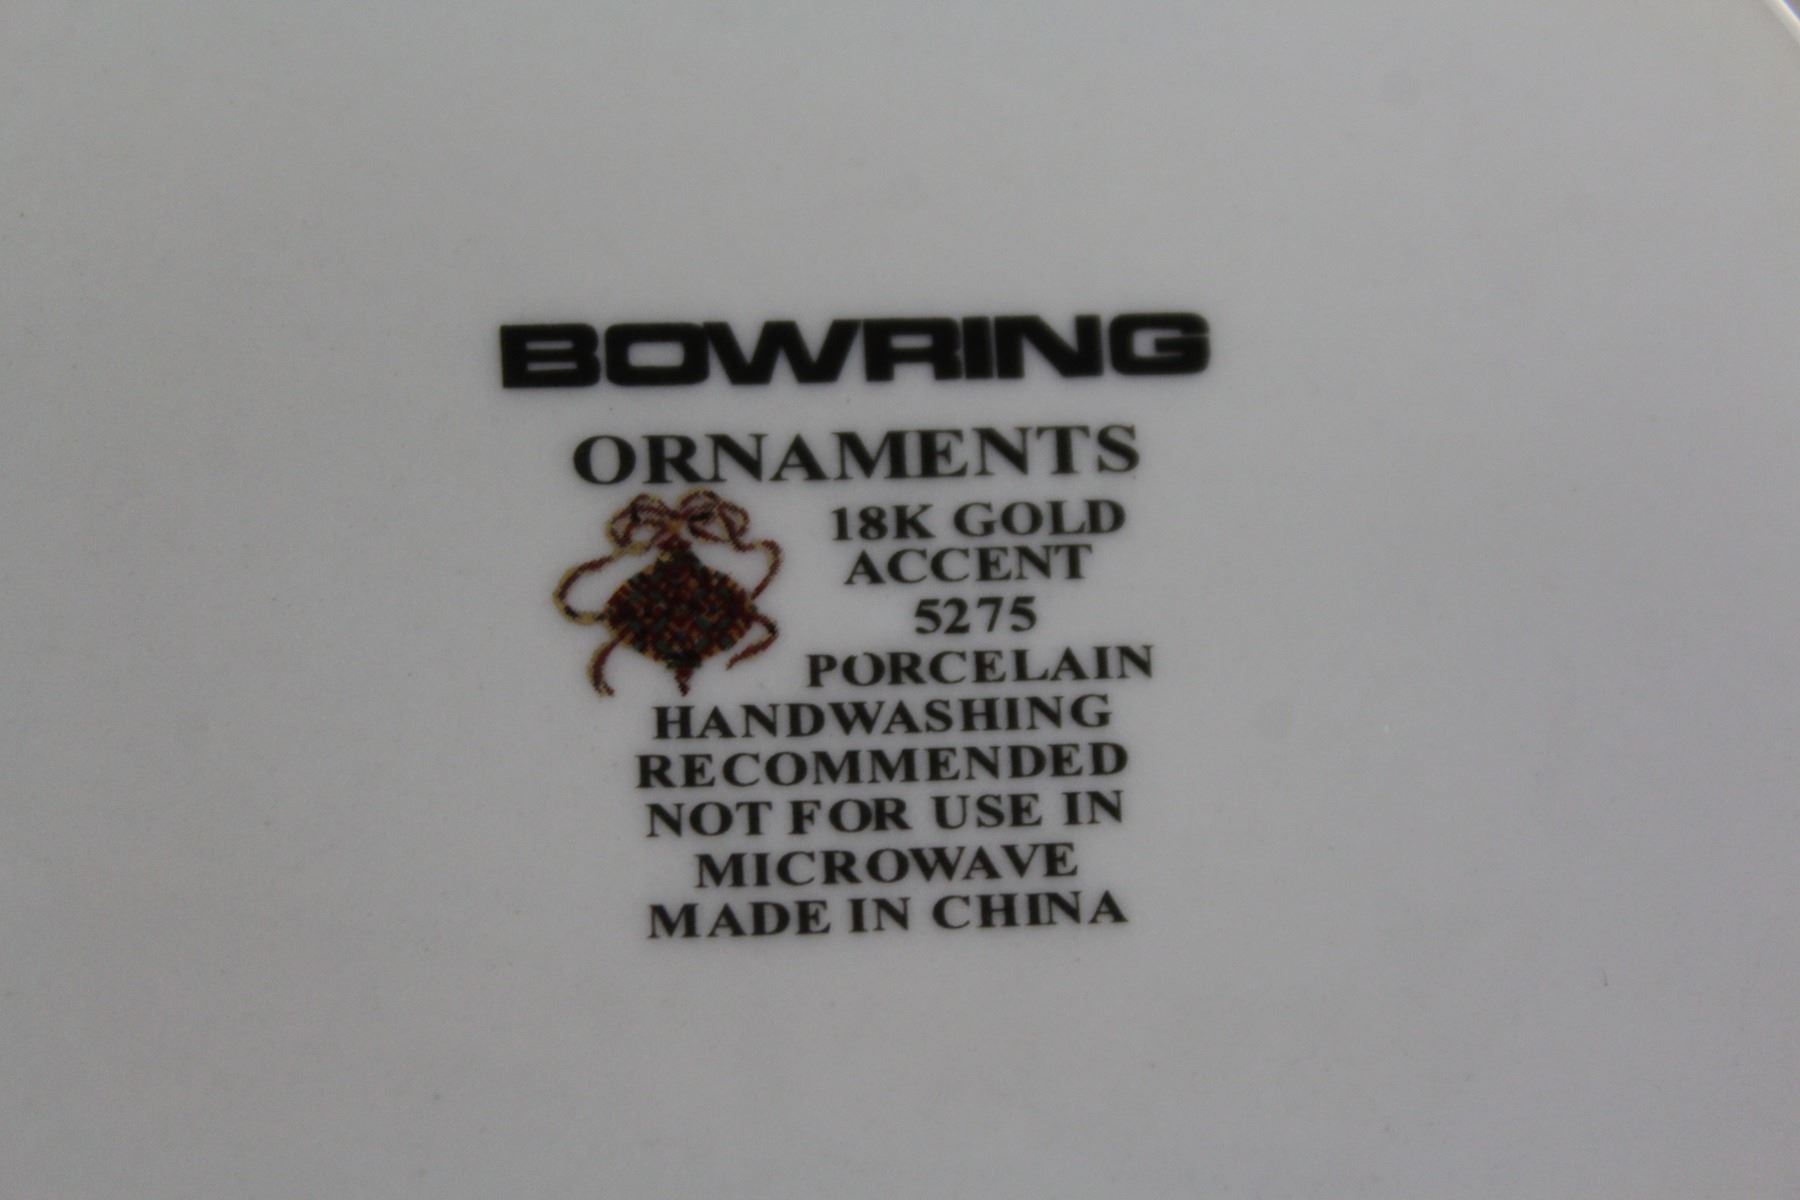 BOWRING
ORNAMENTS
18K GOLD
ACCENT
5275
PORCELAIN
HANDWASHING
RECOMMENDED
NOT FOR USE IN
MICROWAVE
MADE IN CHINA